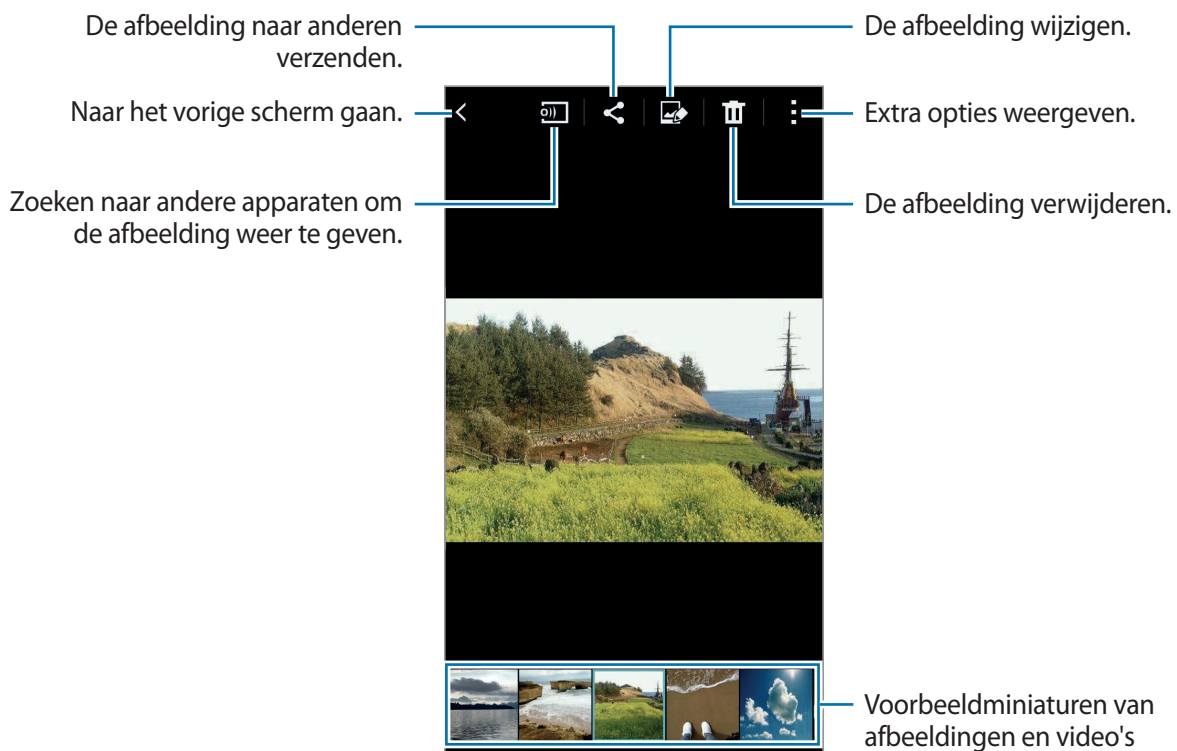 De afbeelding naar anderen
verzenden.
De afbeelding wijzigen.
Naar het vorige scherm gaan.
Extra opties weergeven.
Zoeken naar andere apparaten om
de afbeelding weer te geven.
De afbeelding verwijderen.
Voorbeeldminiaturen van
afbeeldingen en video's